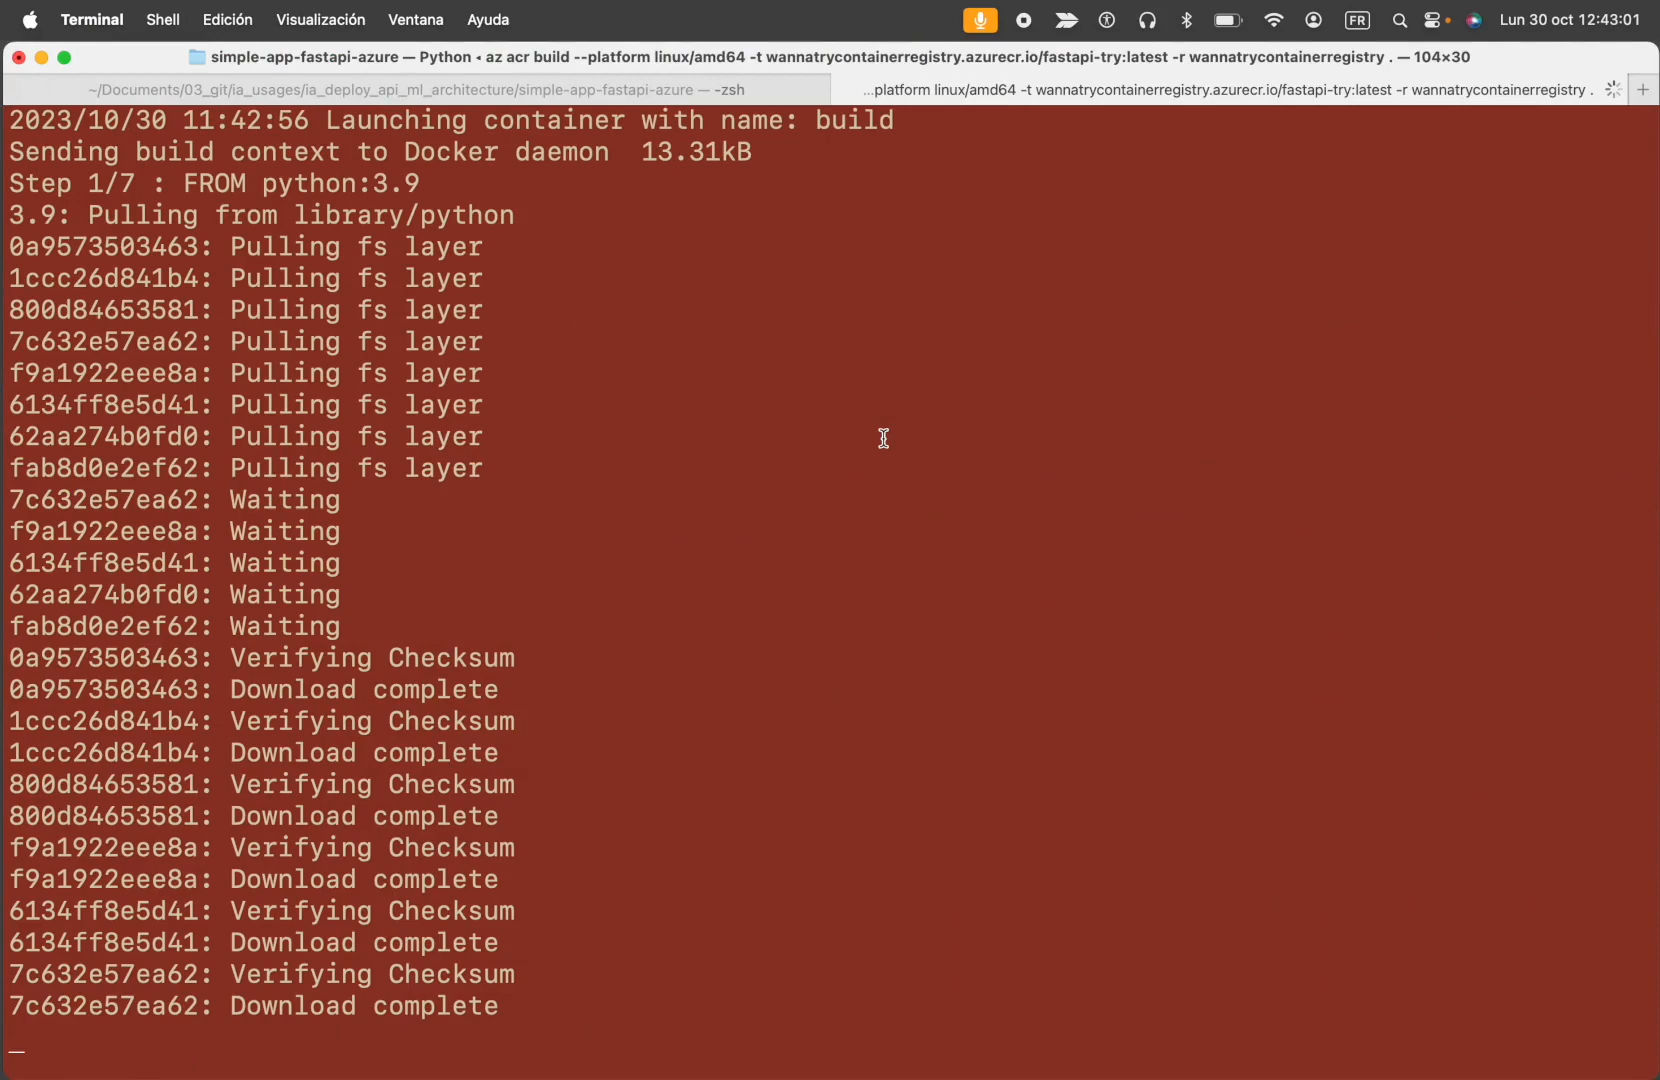 Terminal Shell Edición Visualización Ventana Ayuda FR Lun 30 oct 12:43:01
simple-app-fastapi-azure — Python ◂ az acr build --platform linux/amd64 -t wannatrycontainerregistry.azurecr.io/fastapi-try:latest -r wannatrycontainerregistry . — 104×30
~/Documents/03_git/ia_usages/ia_deploy_api_ml_architecture/simple-app-fastapi-azure — -zsh ...platform linux/amd64 -t wannatrycontainerregistry.azurecr.io/fastapi-try:latest -r wannatrycontainerregistry . +
2023/10/30 11:42:56 Launching container with name: build
Sending build context to Docker daemon  13.31kB
Step 1/7 : FROM python:3.9
3.9: Pulling from library/python
0a9573503463: Pulling fs layer
1ccc26d841b4: Pulling fs layer
800d84653581: Pulling fs layer
7c632e57ea62: Pulling fs layer
f9a1922eee8a: Pulling fs layer
6134ff8e5d41: Pulling fs layer
62aa274b0fd0: Pulling fs layer
fab8d0e2ef62: Pulling fs layer
7c632e57ea62: Waiting
f9a1922eee8a: Waiting
6134ff8e5d41: Waiting
62aa274b0fd0: Waiting
fab8d0e2ef62: Waiting
0a9573503463: Verifying Checksum
0a9573503463: Download complete
1ccc26d841b4: Verifying Checksum
1ccc26d841b4: Download complete
800d84653581: Verifying Checksum
800d84653581: Download complete
f9a1922eee8a: Verifying Checksum
f9a1922eee8a: Download complete
6134ff8e5d41: Verifying Checksum
6134ff8e5d41: Download complete
7c632e57ea62: Verifying Checksum
7c632e57ea62: Download complete